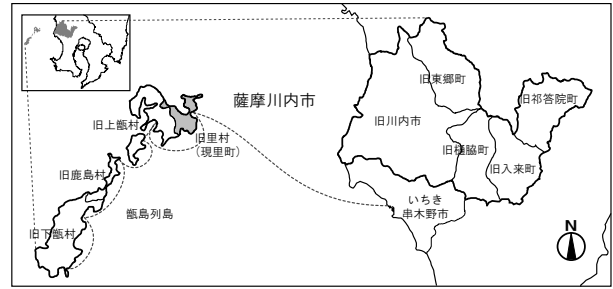 薩摩川内市
旧東郷町
旧祁答院町
旧川内市
旧上甑村
旧里村
(現里町)
旧樋脇町
旧入来町
旧鹿島村
いちき
串木野市
甑島列島
旧下甑村
N